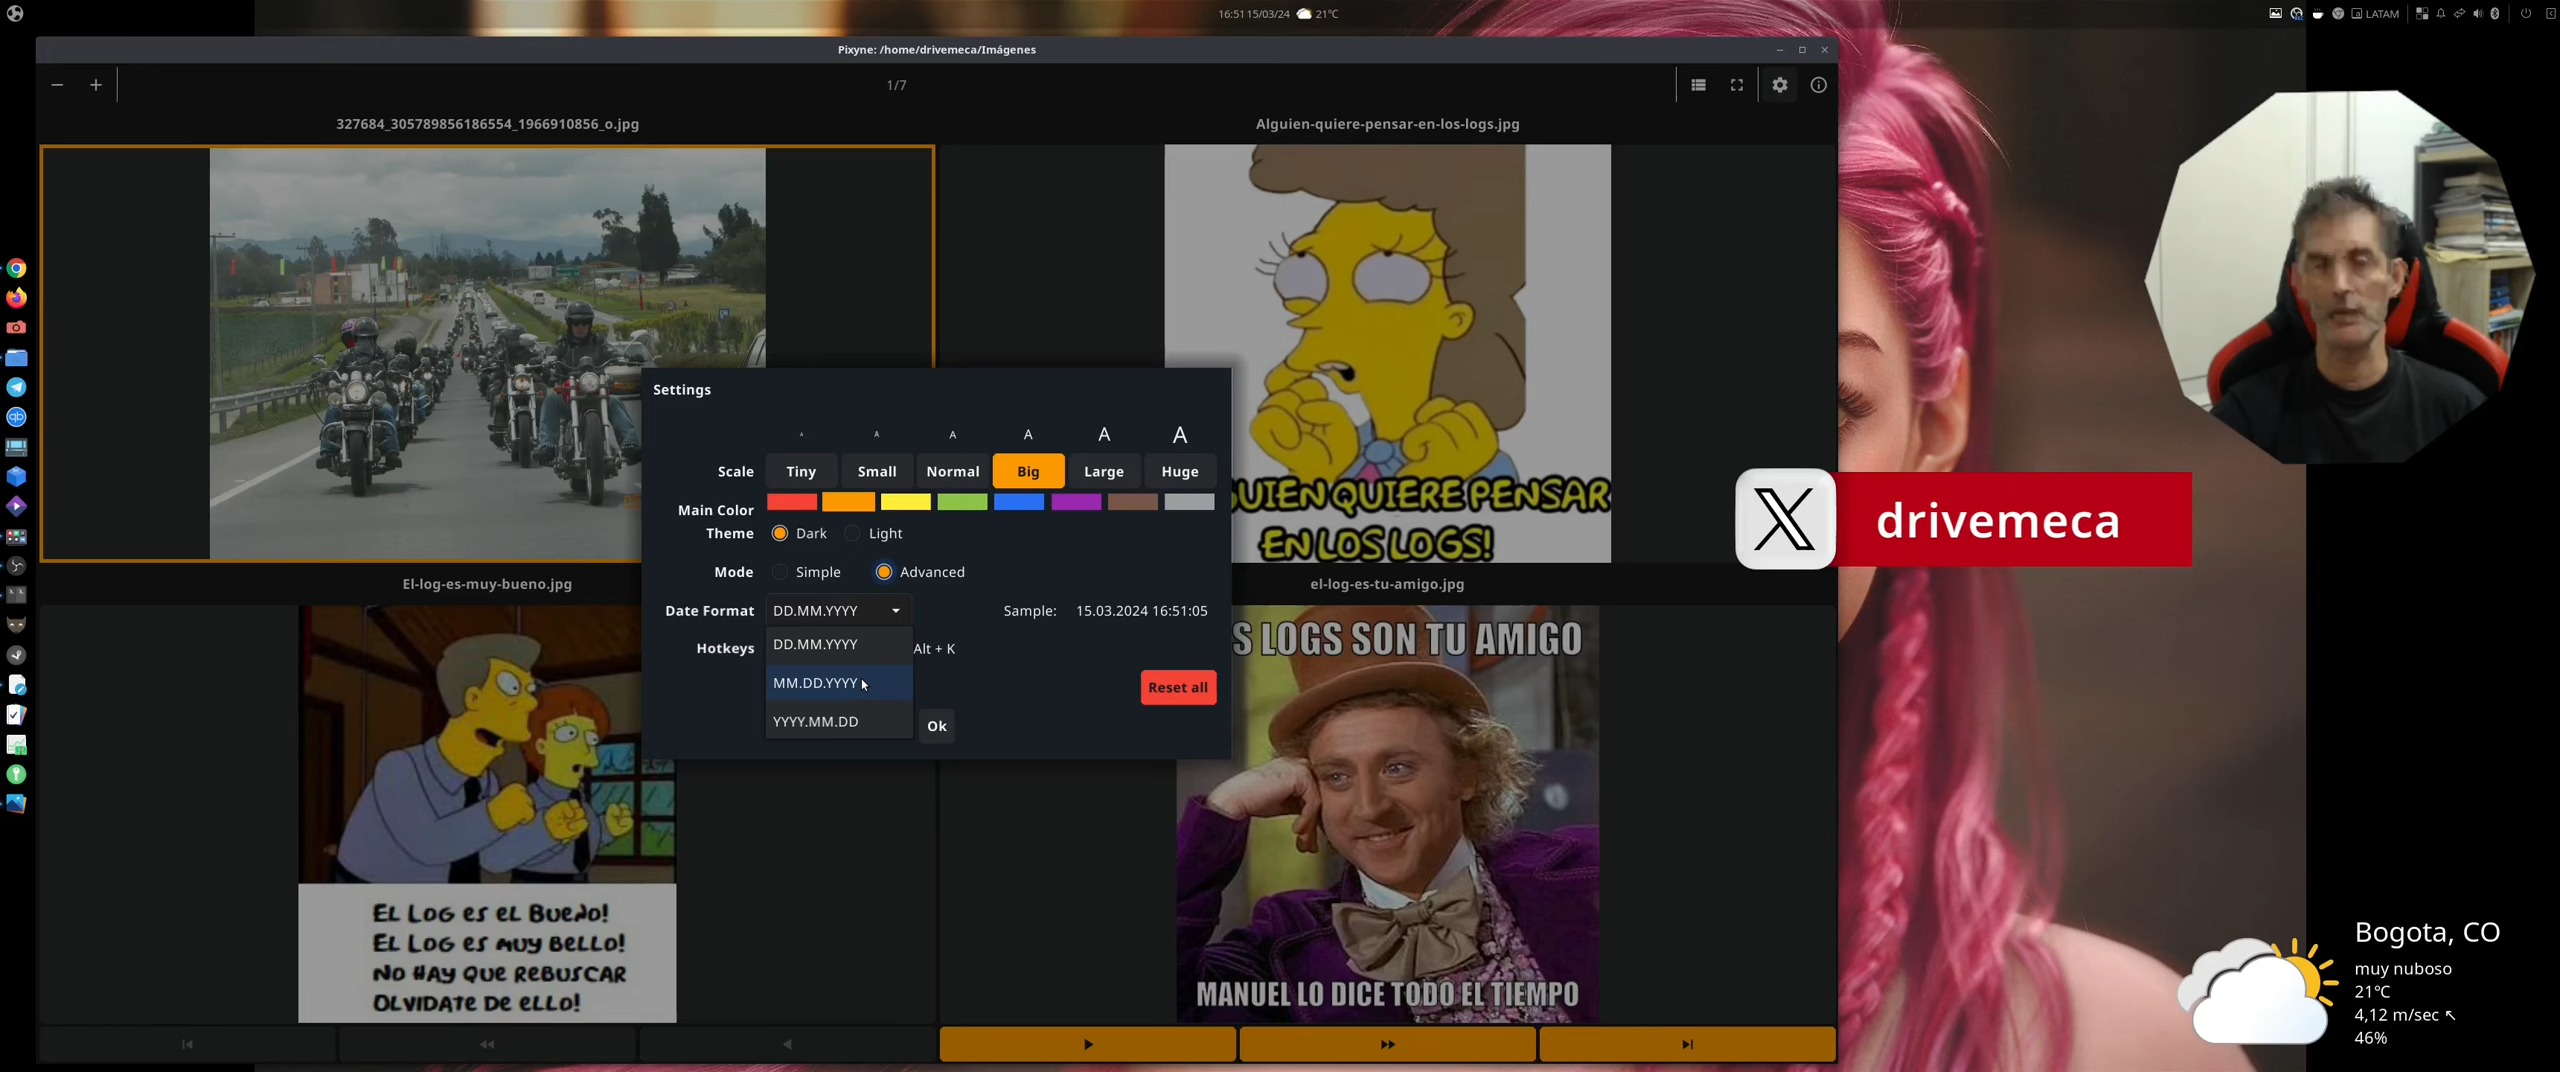 16:51 15/03/24 21°C
LATAM
Pixyne: /home/drivemeca/Imágenes
1/7
327684_305789856186554_1966910856_o.jpg
Alguien-quiere-pensar-en-los-logs.jpg
Settings
A A A A A A
Scale Tiny Small Normal Big Large Huge
Main Color
Theme Dark Light
Mode Simple Advanced
Date Format DD.MM.YYYY Sample: 15.03.2024 16:51:05
DD.MM.YYYY
Hotkeys Alt + K
MM.DD.YYYY
Reset all
YYYY.MM.DD
Ok
UIEN QUIERE PENSAR
EN LOS LOGS!
X drivemeca
El-log-es-muy-bueno.jpg
el-log-es-tu-amigo.jpg
S LOGS SON TU AMIGO
EL LOG ES EL BUENO!
EL LOG ES MUY BELLO!
NO HAY QUE REBUSCAR
OLVIDATE DE ELLO!
MANUEL LO DICE TODO EL TIEMPO
Bogota, CO
muy nuboso
21°C
4,12 m/sec ↖
46%